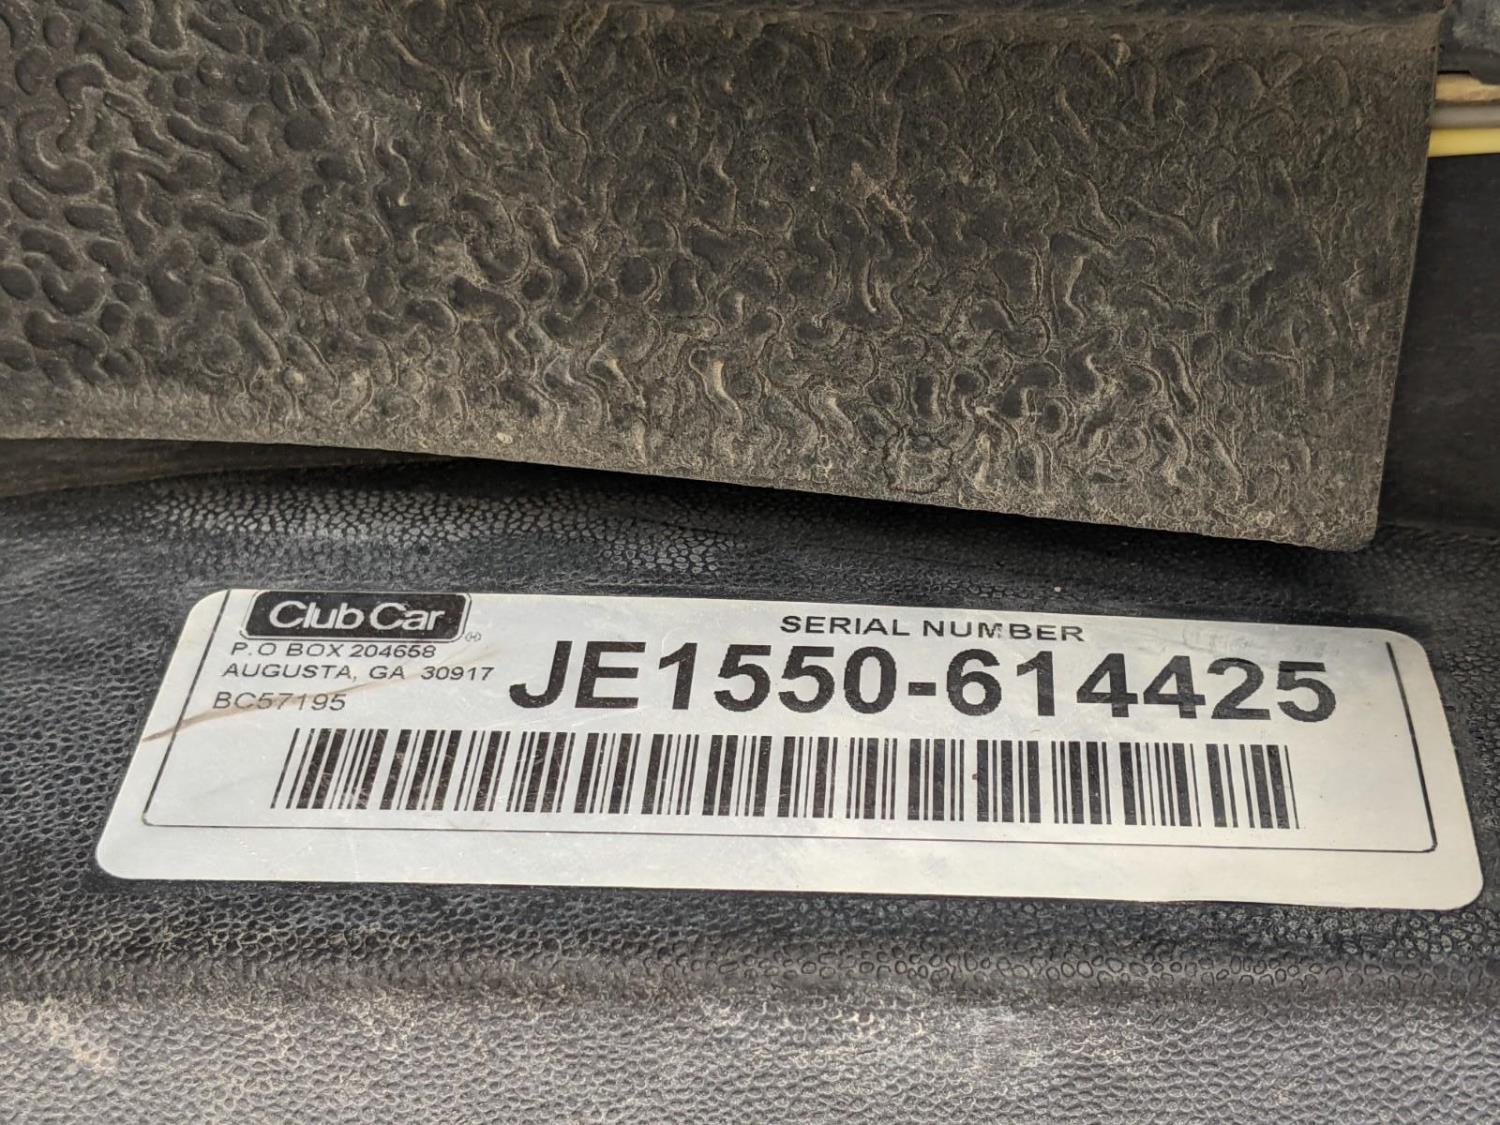 Club Car
P.O BOX 204658
AUGUSTA, GA 30917
BC57195
SERIAL NUMBER
JE1550-614425